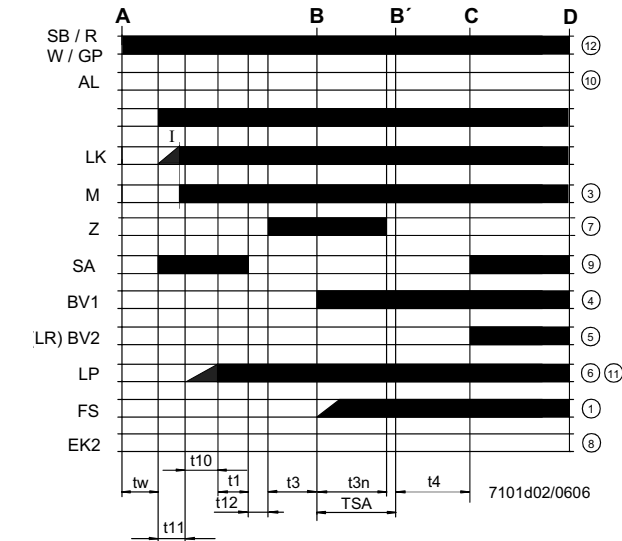 A B B´ C D
SB / R
W / GP ⑫
AL ⑩
I
LK
M ③
Z ⑦
SA ⑨
BV1 ④
LR) BV2 ⑤
LP ⑥ ⑪
FS ①
EK2 ⑧
t10
tw t1 t3 t3n t4 7101d02/0606
t12 TSA
t11